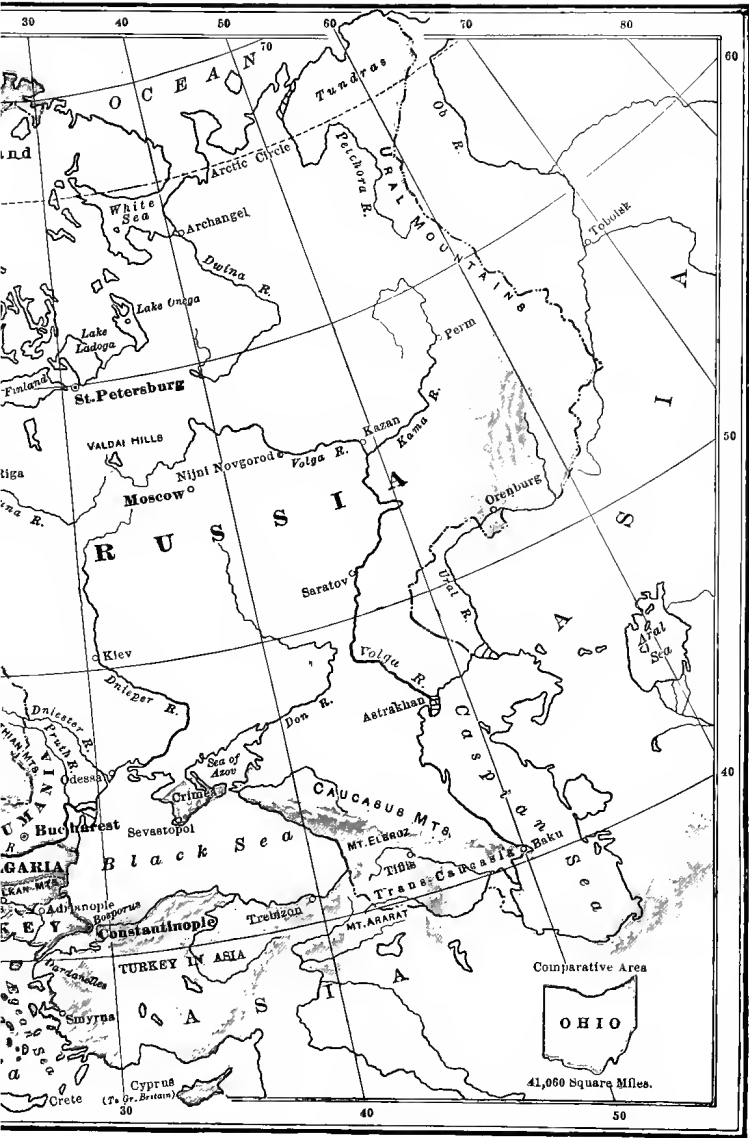 30
40
50
60
70
80
70
60
OCEAN
Tundras
Ob R.
Arctic Circle
Petchora R.
URAL MOUNTAINS
Tobolsk
White
Sea
Archangel
Dwina R.
Lake Onega
Lake
Ladoga
Perm
Finland
St. Petersburg
Kama R.
Kazan
VALDAI HILLS
Nijni Novgorod
Volga R.
50
Moscow
Orenburg
RUSSIA
ASIA
Saratov
Ural R.
Aral
Sea
Kiev
Volga R.
Dnieper R.
Astrakhan
Dniester R.
Pruth R.
Don R.
Caspian Sea
Sea of
Azov
40
Odessa
Crimea
CAUCASUS MTS.
Bucharest
Sevastopol
MT. ELBROZ
Baku
Black Sea
Tiflis
Trans-Caucasia
Adrianople
Bosporus
Constantinople
Trebizon
MT. ARARAT
TURKEY IN ASIA
Dardanelles
Comparative Area
Smyrna
ASIA
OHIO
Ægean Sea
Cyprus
(To Gr. Britain)
41,060 Square Miles.
Crete
30
40
50